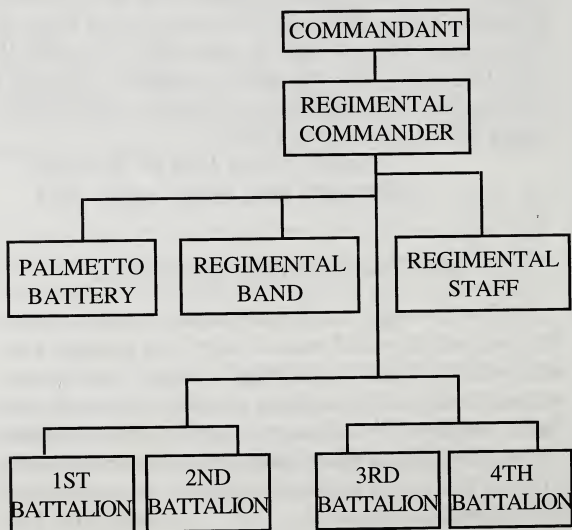 COMMANDANT
REGIMENTAL
COMMANDER
PALMETTO
BATTERY
REGIMENTAL
BAND
REGIMENTAL
STAFF
1ST
BATTALION
2ND
BATTALION
3RD
BATTALION
4TH
BATTALION